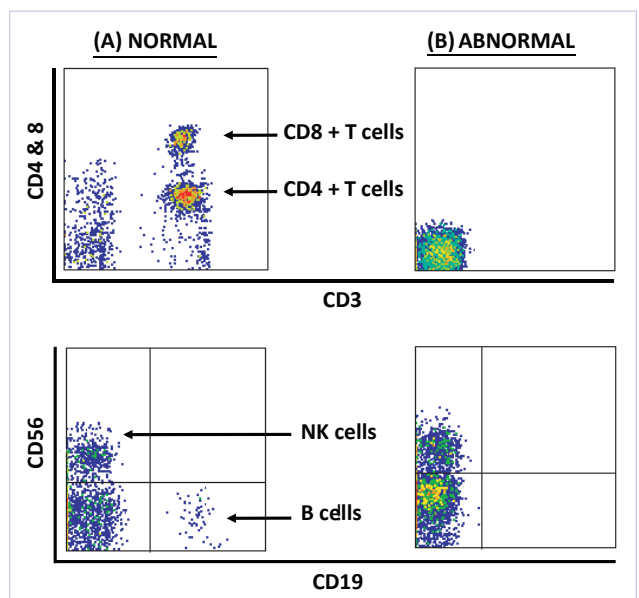 (A) NORMAL
(B) ABNORMAL
CD4 & 8
CD8 + T cells
CD4 + T cells
CD3
CD56
NK cells
B cells
CD19